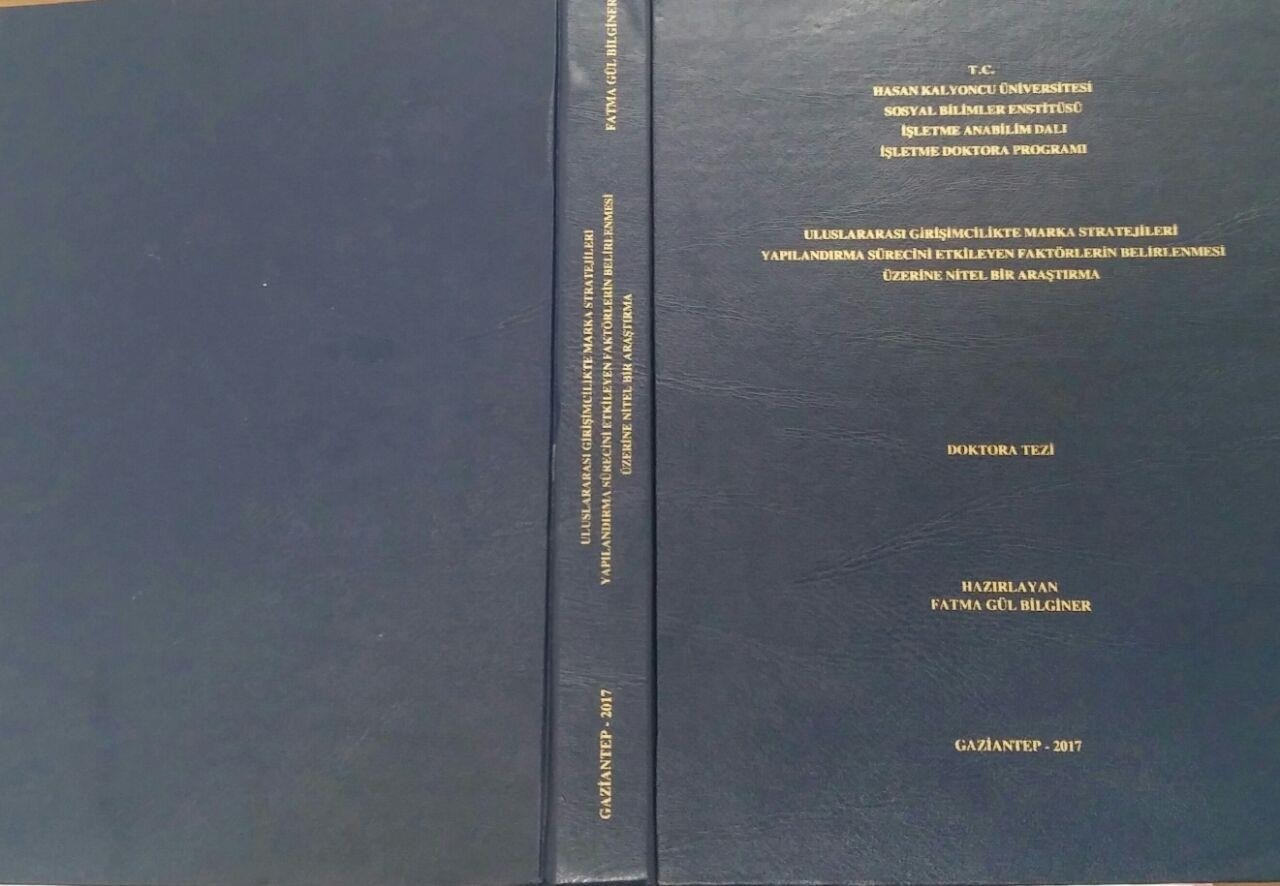 FATMA GÜL BİLGİNER
ULUSLARARASI GİRİŞİMCİLİKTE MARKA STRATEJİLERİ
YAPILANDIRMA SÜRECİNİ ETKİLEYEN FAKTÖRLERİN BELİRLENMESİ
ÜZERİNE NİTEL BİR ARAŞTIRMA
GAZİANTEP - 2017
T.C.
HASAN KALYONCU ÜNİVERSİTESİ
SOSYAL BİLİMLER ENSTİTÜSÜ
İŞLETME ANABİLİM DALI
İŞLETME DOKTORA PROGRAMI
ULUSLARARASI GİRİŞİMCİLİKTE MARKA STRATEJİLERİ
YAPILANDIRMA SÜRECİNİ ETKİLEYEN FAKTÖRLERİN BELİRLENMESİ
ÜZERİNE NİTEL BİR ARAŞTIRMA
DOKTORA TEZİ
HAZIRLAYAN
FATMA GÜL BİLGİNER
GAZİANTEP - 2017